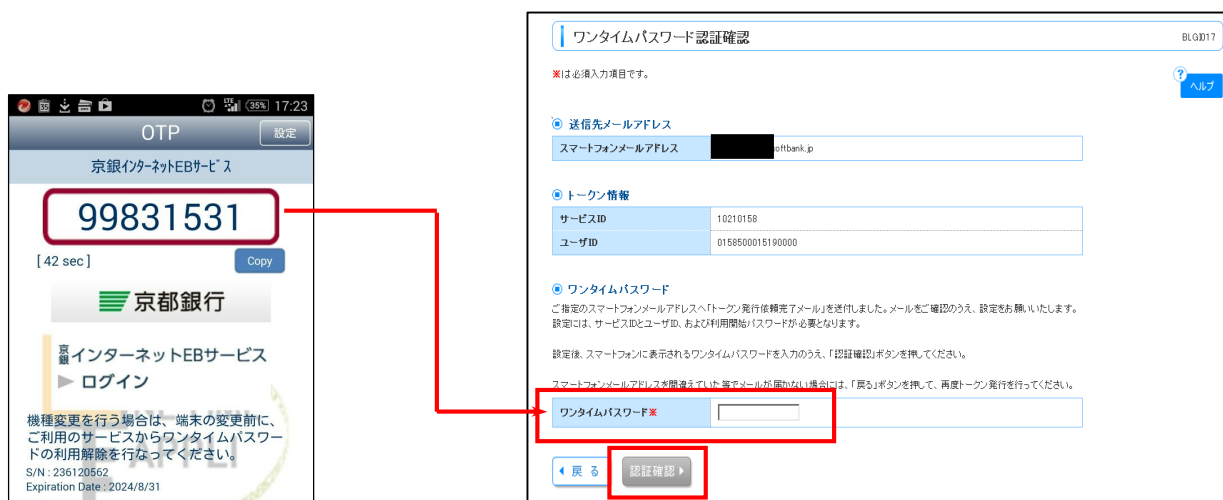 35% 17:23
OTP
設定
京銀インターネットEBサービス
99831531
[ 42 sec ]
Copy
京都銀行
京銀インターネットEBサービス
▶ ログイン
機種変更を行う場合は、端末の変更前に、
ご利用のサービスからワンタイムパスワー
ドの利用解除を行なってください。
S/N : 236120562
Expiration Date : 2024/8/31
ワンタイムパスワード認証確認
BLGI017
※は必須入力項目です。
?
ヘルプ
送信先メールアドレス
スマートフォンメールアドレス
oftbank.jp
トークン情報
サービスID 10210158
ユーザID 0158500015190000
ワンタイムパスワード
ご指定のスマートフォンメールアドレスへ「トークン発行依頼完了メール」を送付しました。メールをご確認のうえ、設定をお願いいたします。
設定には、サービスIDとユーザID、および利用開始パスワードが必要となります。
設定後、スマートフォンに表示されるワンタイムパスワードを入力のうえ、「認証確認」ボタンを押してください。
スマートフォンメールアドレスを間違えていた等でメールが届かない場合には、「戻る」ボタンを押して、再度トークン発行を行ってください。
ワンタイムパスワード※
戻る
認証確認